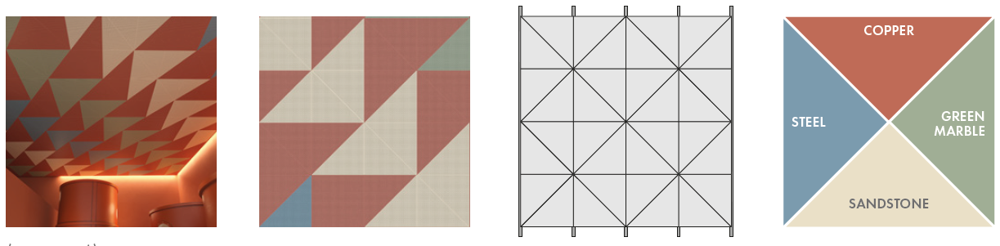 COPPER
STEEL
GREEN
MARBLE
SANDSTONE